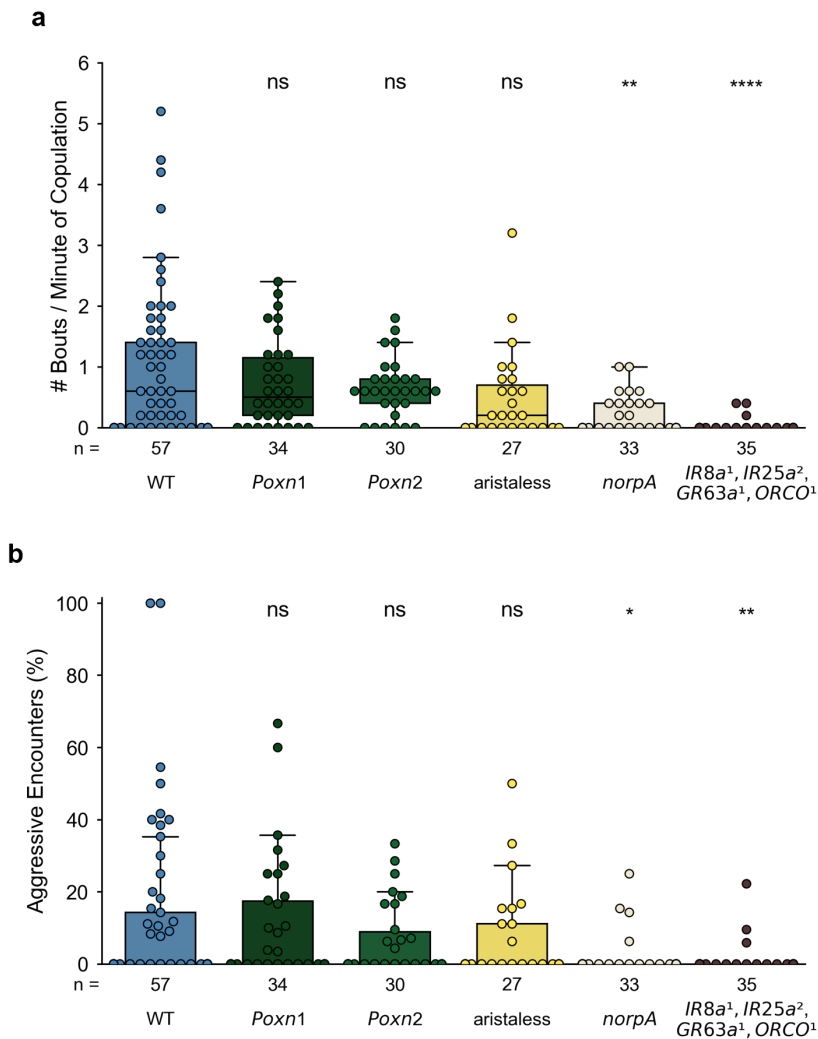 a
6
5
4
3
2
1
0
# Bouts / Minute of Copulation
ns
ns
ns
**
****
n =
57
34
30
27
33
35
WT
Poxn1
Poxn2
aristaless
norpA
IR8a¹, IR25a²,
GR63a¹, ORCO¹
b
100
80
60
40
20
0
Aggressive Encounters (%)
ns
ns
ns
*
**
n =
57
34
30
27
33
35
WT
Poxn1
Poxn2
aristaless
norpA
IR8a¹, IR25a²,
GR63a¹, ORCO¹